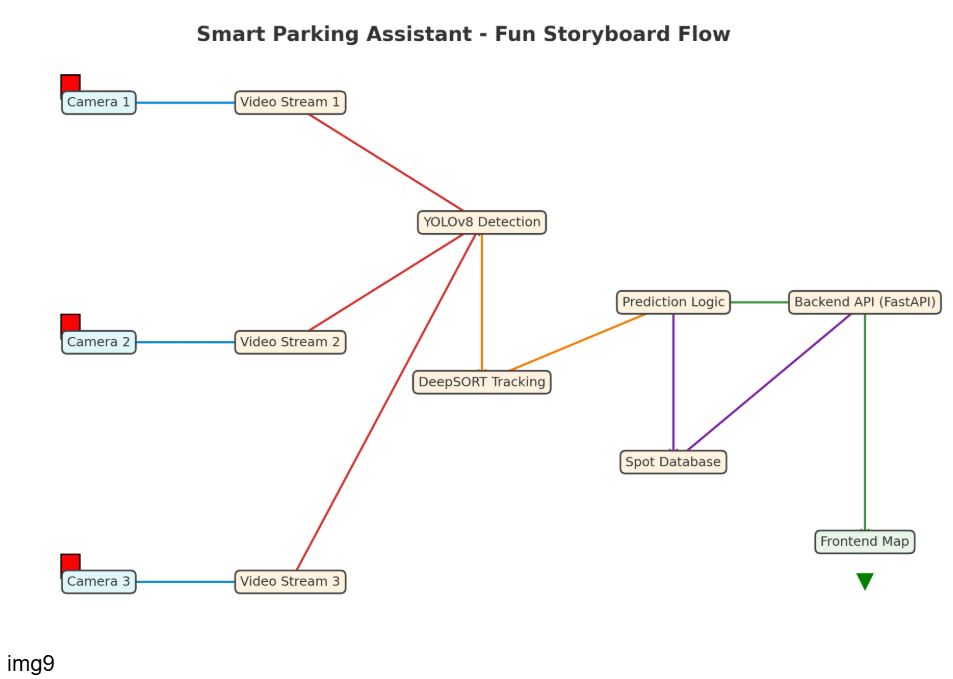 Smart Parking Assistant - Fun Storyboard Flow
Camera 1
Video Stream 1
YOLOv8 Detection
Prediction Logic
Backend API (FastAPI)
Camera 2
Video Stream 2
DeepSORT Tracking
Spot Database
Frontend Map
Camera 3
Video Stream 3
img9